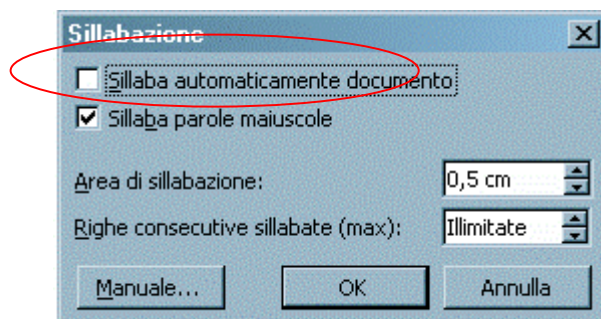 Sillabazione
Sillaba automaticamente documento
Sillaba parole maiuscole
Area di sillabazione: 0,5 cm
Righe consecutive sillabate (max): Illimitate
Manuale... OK Annulla